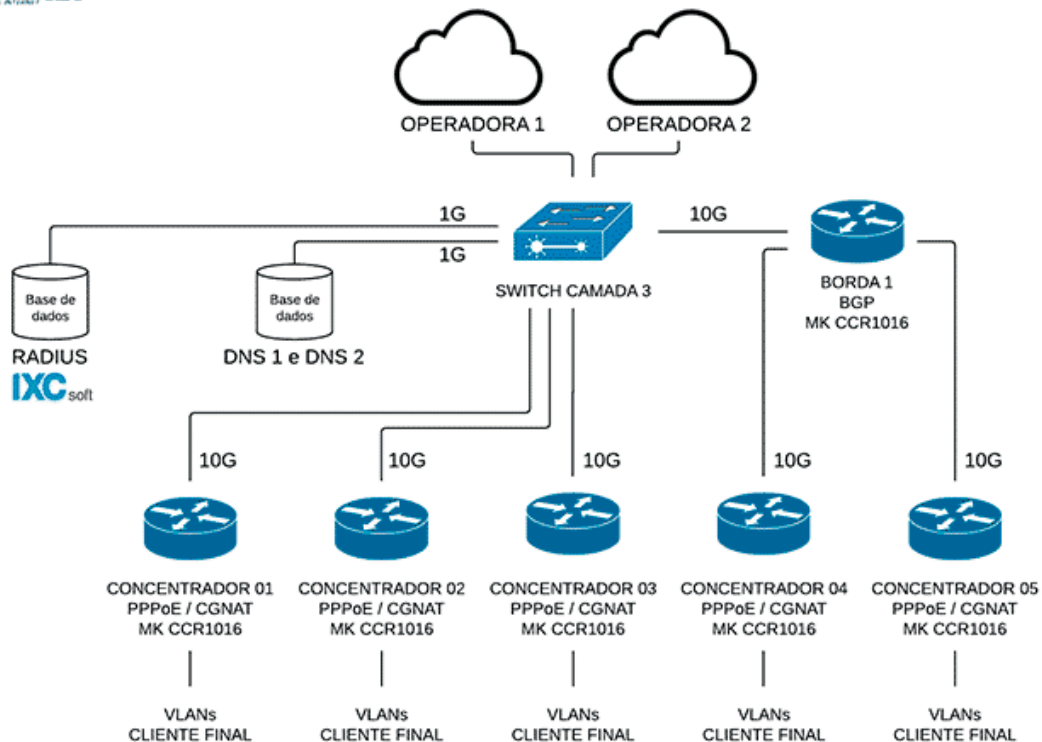 OPERADORA 1
OPERADORA 2
1G
10G
1G
SWITCH CAMADA 3
BORDA 1
BGP
MK CCR1016
Base de
dados
RADIUS
IXC soft
Base de
dados
DNS 1 e DNS 2
10G
10G
10G
10G
10G
CONCENTRADOR 01
PPPoE / CGNAT
MK CCR1016
CONCENTRADOR 02
PPPoE / CGNAT
MK CCR1016
CONCENTRADOR 03
PPPoE / CGNAT
MK CCR1016
CONCENTRADOR 04
PPPoE / CGNAT
MK CCR1016
CONCENTRADOR 05
PPPoE / CGNAT
MK CCR1016
VLANs
CLIENTE FINAL
VLANs
CLIENTE FINAL
VLANs
CLIENTE FINAL
VLANs
CLIENTE FINAL
VLANs
CLIENTE FINAL